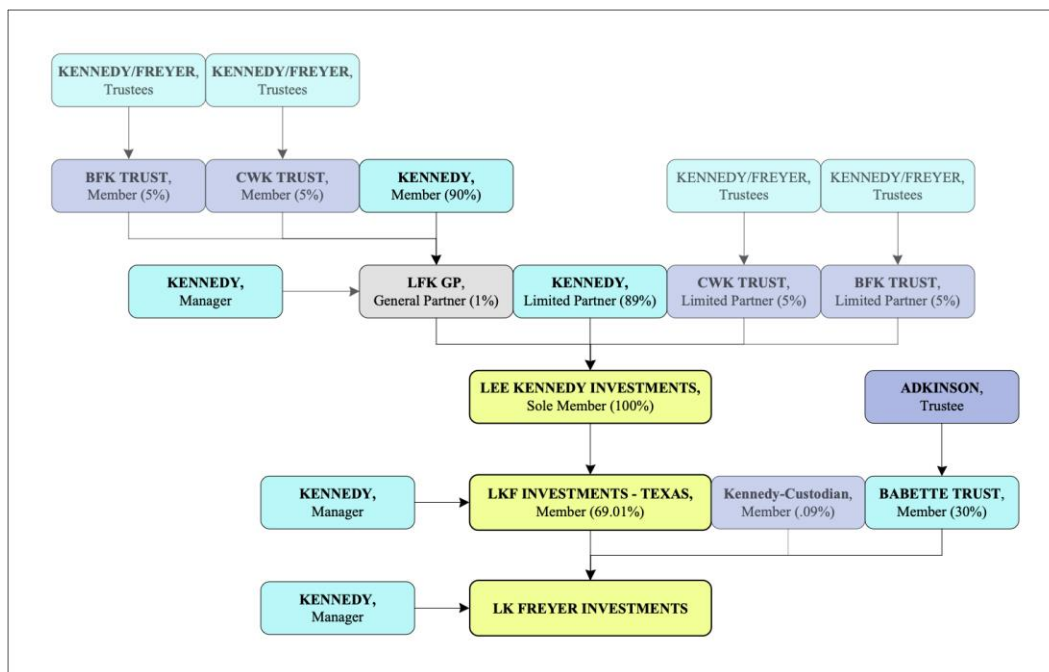 KENNEDY/FREYER,
Trustees
KENNEDY/FREYER,
Trustees
BFK TRUST,
Member (5%)
CWK TRUST,
Member (5%)
KENNEDY,
Member (90%)
KENNEDY/FREYER,
Trustees
KENNEDY/FREYER,
Trustees
KENNEDY,
Manager
LFK GP,
General Partner (1%)
KENNEDY,
Limited Partner (89%)
CWK TRUST,
Limited Partner (5%)
BFK TRUST,
Limited Partner (5%)
LEE KENNEDY INVESTMENTS,
Sole Member (100%)
ADKINSON,
Trustee
KENNEDY,
Manager
LKF INVESTMENTS - TEXAS,
Member (69.01%)
Kennedy-Custodian,
Member (.09%)
BABETTE TRUST,
Member (30%)
KENNEDY,
Manager
LK FREYER INVESTMENTS